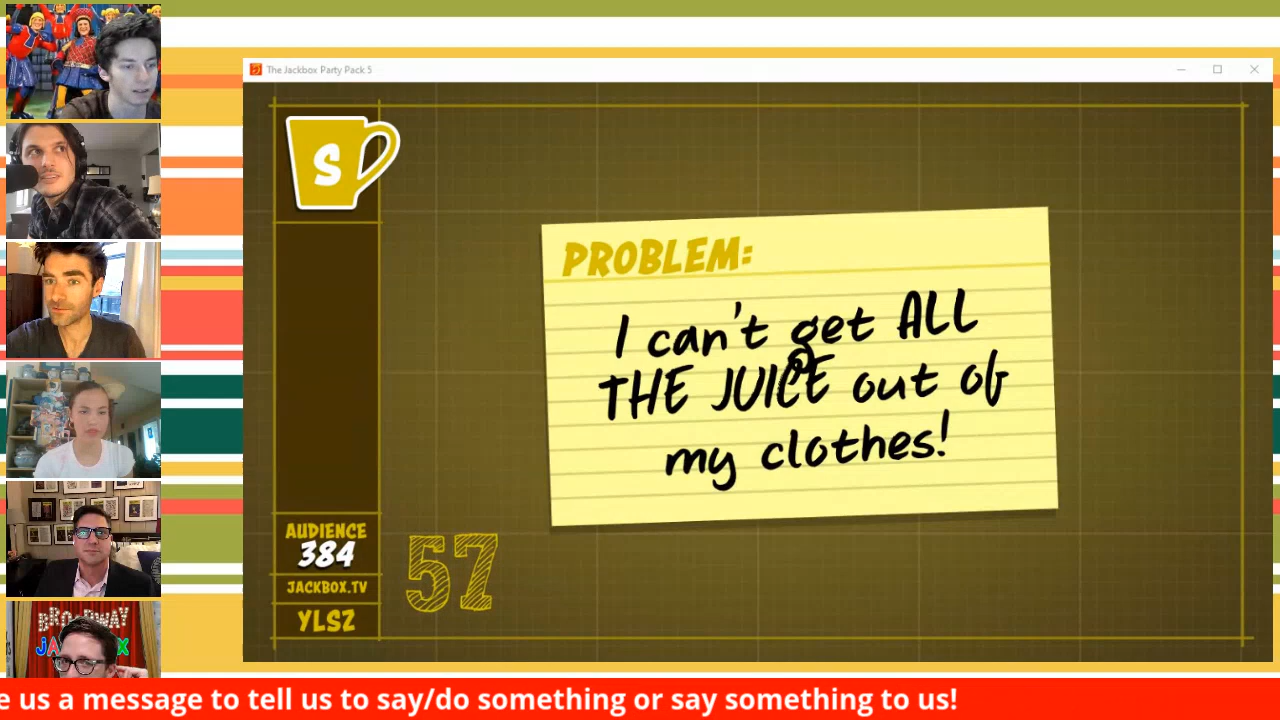 The Jackbox Party Pack 5
S
PROBLEM:
I can't get ALL
THE JUICE out of
my clothes!
AUDIENCE
384
JACKBOX.TV
YLSZ
57
BROADWAY
e us a message to tell us to say/do something or say something to us!